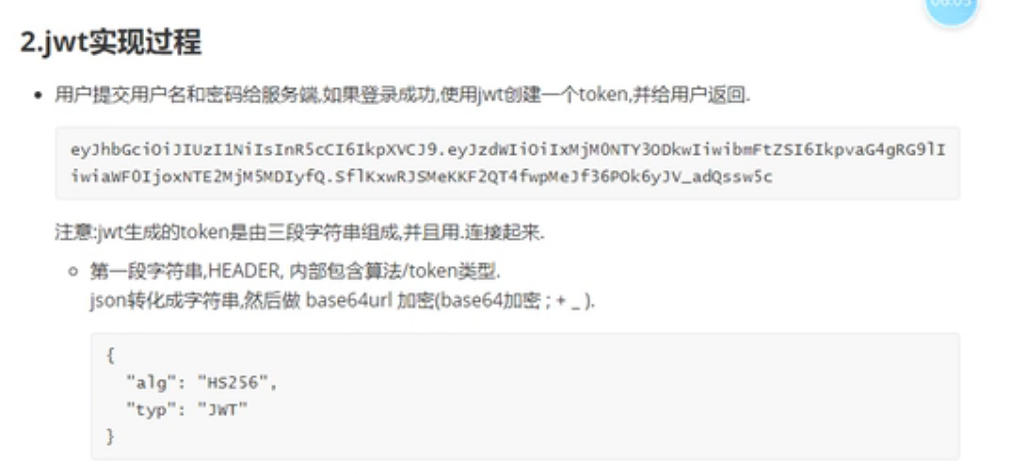 06:05
2.jwt实现过程
用户提交用户名和密码给服务端,如果登录成功,使用jwt创建一个token,并给用户返回.
eyJhbGciOiJIUzI1NiIsInR5cCI6IkpXVCJ9.eyJzdWIiOiIxMjM0NTY3ODkwIiwibmFtZSI6IkpvaG4gRG9lI
iwiaWF0IjoxNTE2MjM5MDIyfQ.SflKxwRJSMeKKF2QT4fwpMeJf36POk6yJV_adQssw5c
注意:jwt生成的token是由三段字符串组成,并且用.连接起来.
第一段字符串,HEADER, 内部包含算法/token类型.
json转化成字符串,然后做 base64url 加密(base64加密 ; + _ ).
{
"alg": "HS256",
"typ": "JWT"
}